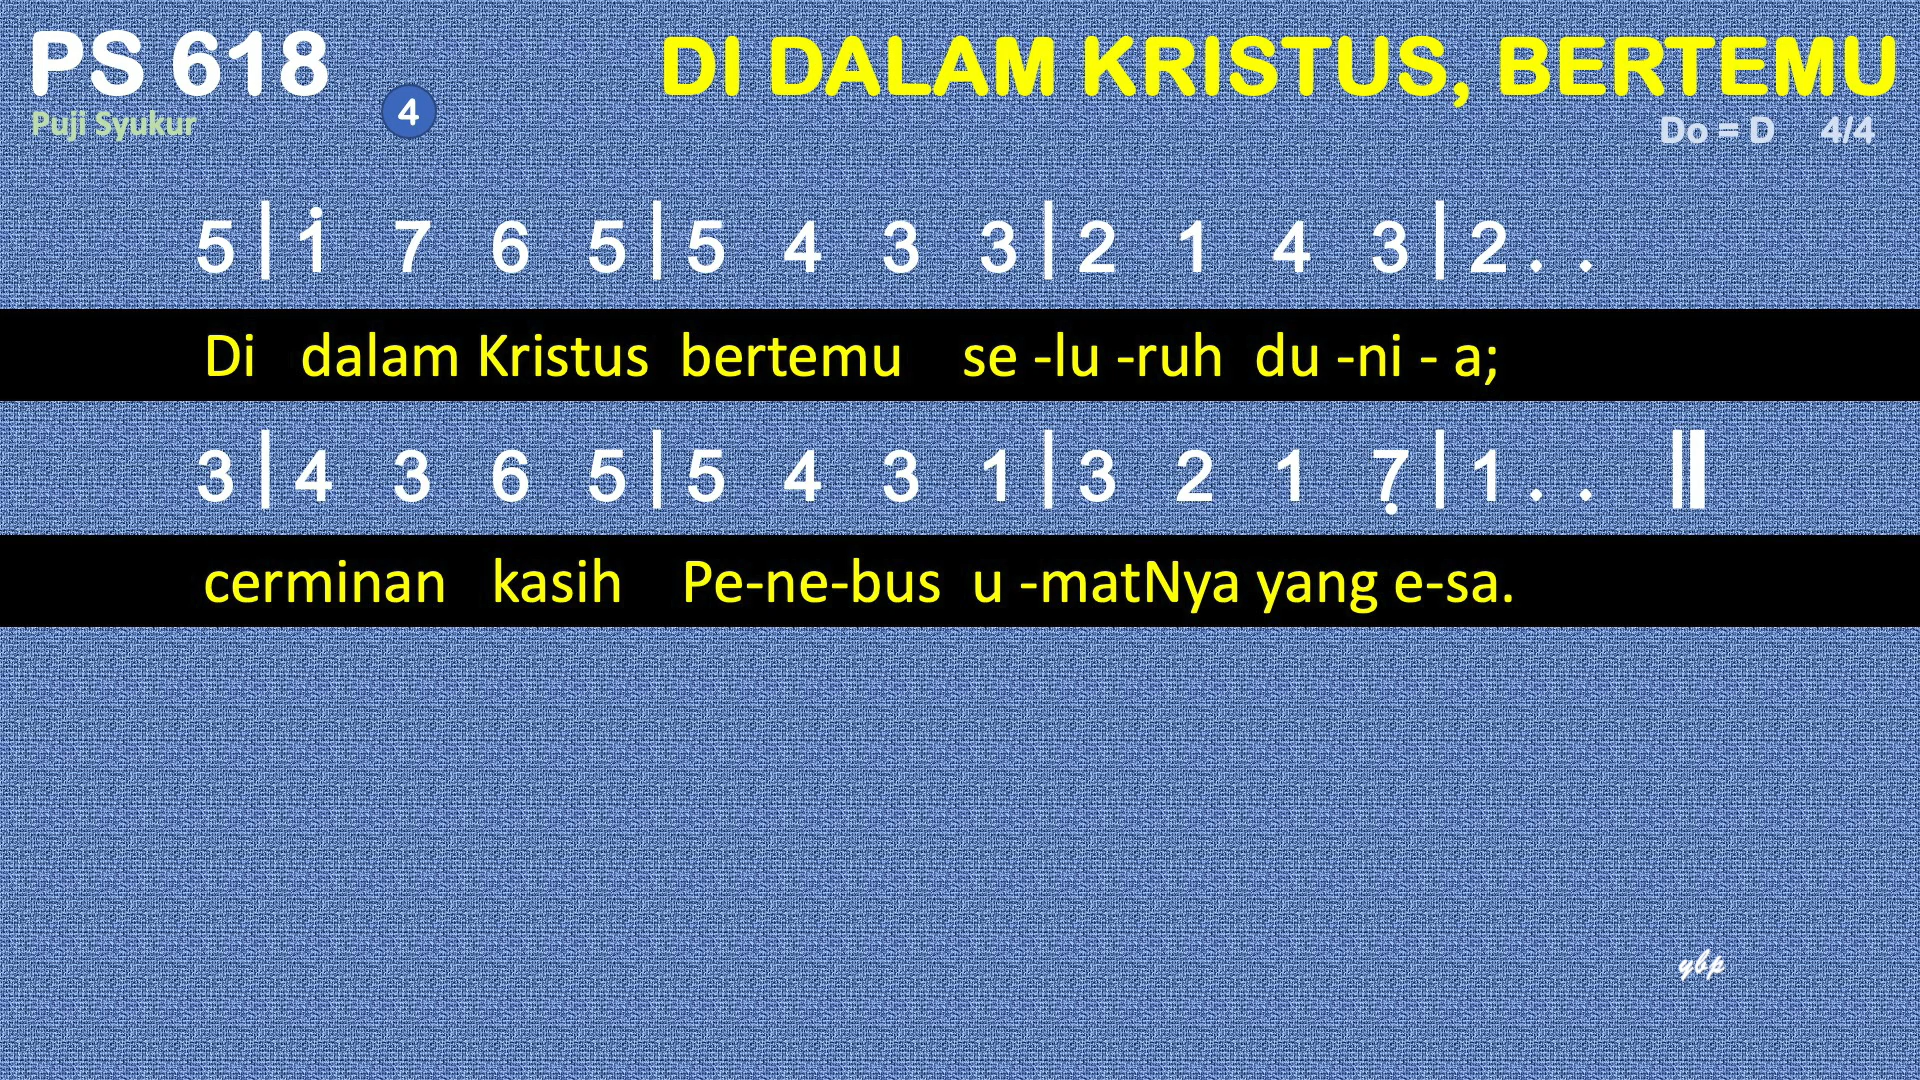 PS 618
DI DALAM KRISTUS, BERTEMU
Puji Syukur
4
Do = D 4/4
5 | 1̇ 7 6 5 | 5 4 3 3 | 2 1 4 3 | 2 . .
Di dalam Kristus bertemu se -lu -ruh du -ni - a;
3 | 4 3 6 5 | 5 4 3 1 | 3 2 1 7̣ | 1 . . ||
cerminan kasih Pe-ne-bus u -matNya yang e-sa.
ybp